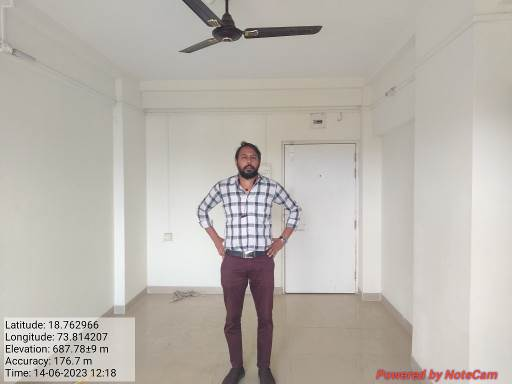 Latitude: 18.762966
Longitude: 73.814207
Elevation: 687.78±9 m
Accuracy: 176.7 m
Time: 14-06-2023 12:18
Powered by NoteCam